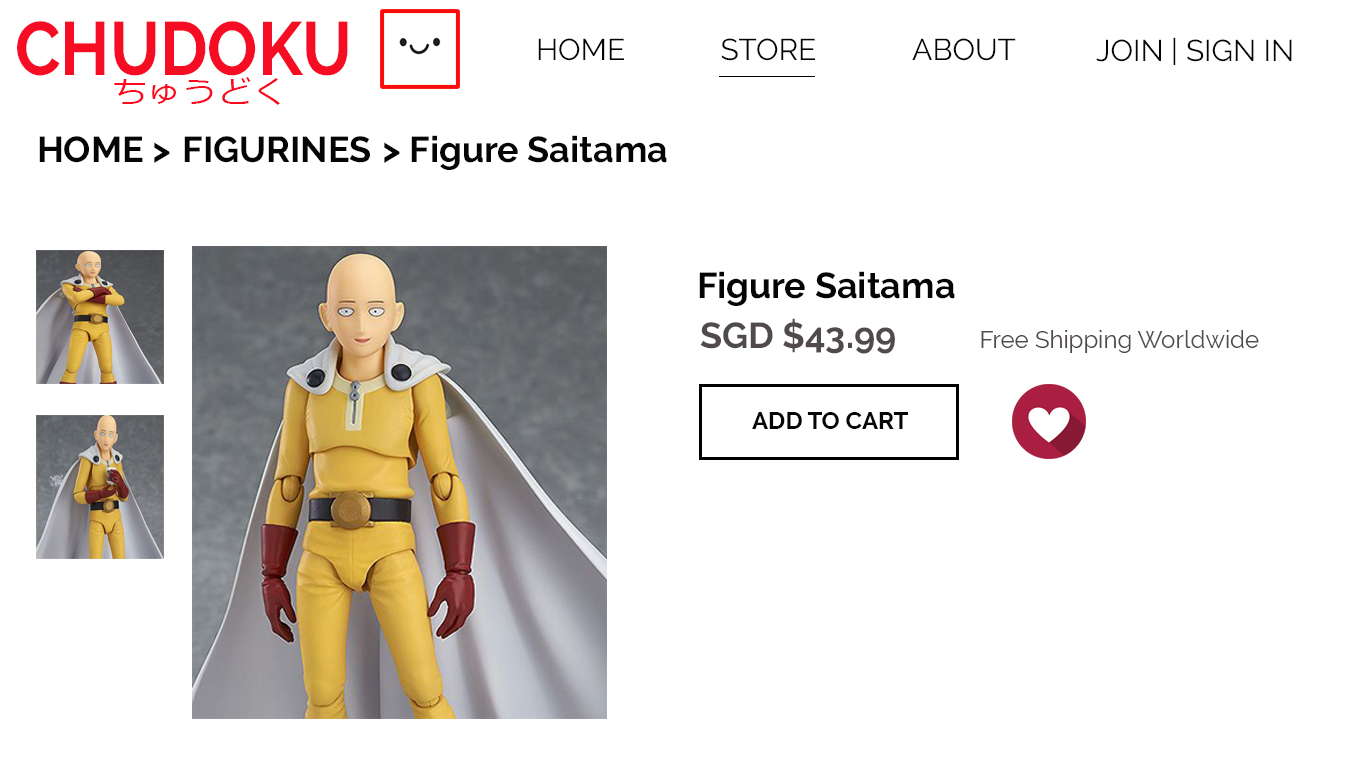 CHUDOKU
ちゅうどく
HOME
STORE
ABOUT
JOIN | SIGN IN
HOME > FIGURINES > Figure Saitama
Figure Saitama
SGD $43.99
Free Shipping Worldwide
ADD TO CART